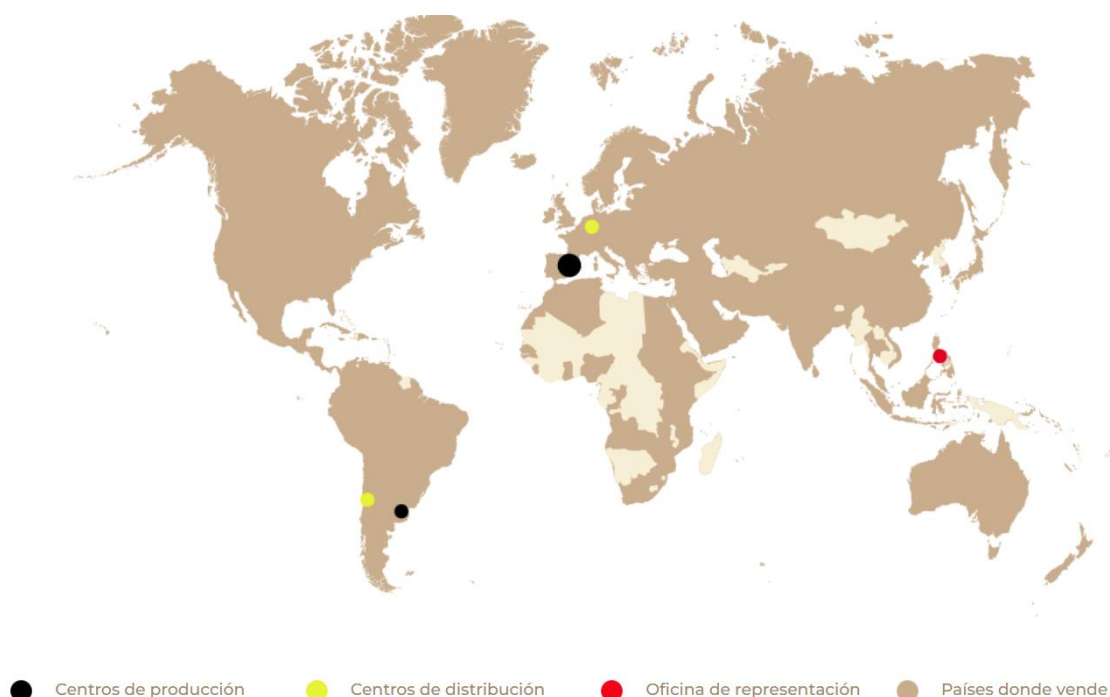 Centros de producción
Centros de distribución
Oficina de representación
Países donde vende